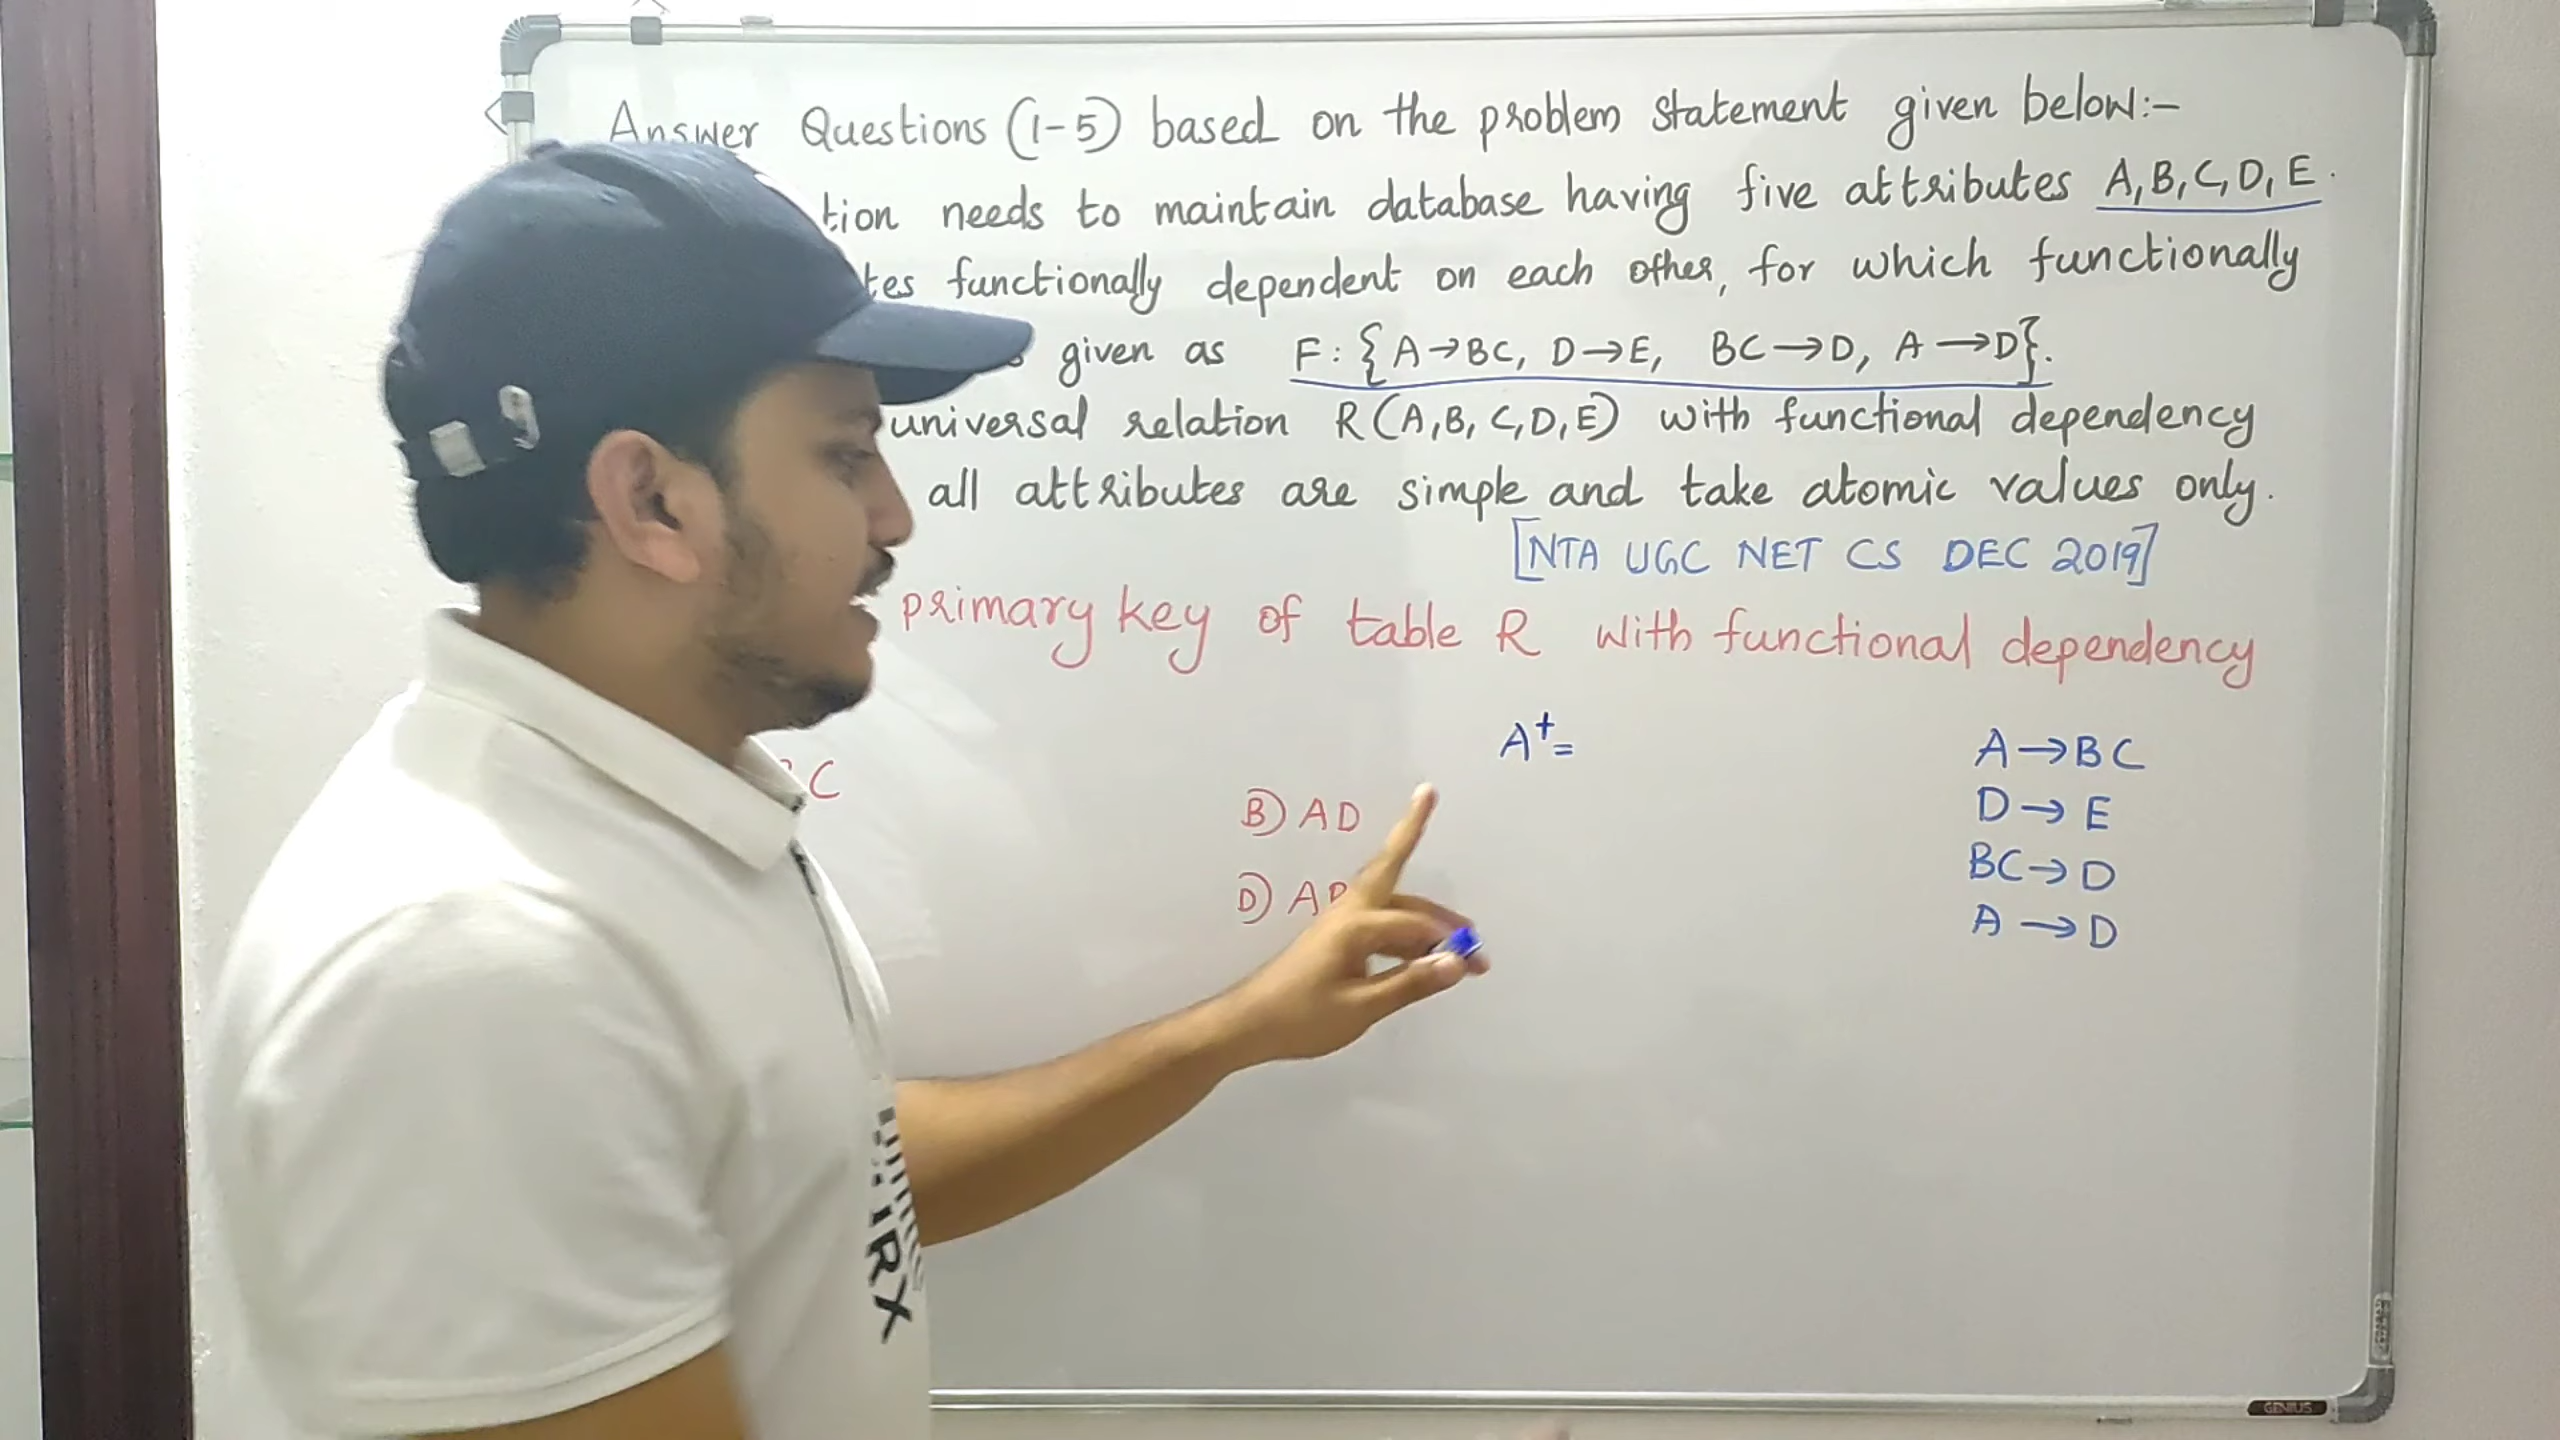 Answer Questions (1-5) based on the problem statement given below:-
tion needs to maintain database having five attributes A,B,C,D,E.
tes functionally dependent on each other, for which functionally
given as F:{A→BC, D→E, BC→D, A→D}.
universal relation R(A,B,C,D,E) with functional dependency
all attributes are simple and take atomic values only.
[NTA UGC NET CS DEC 2019]
primary key of table R with functional dependency
C
B) AD
D) A
A⁺=
A→BC
D→E
BC→D
A→D
GENIUS